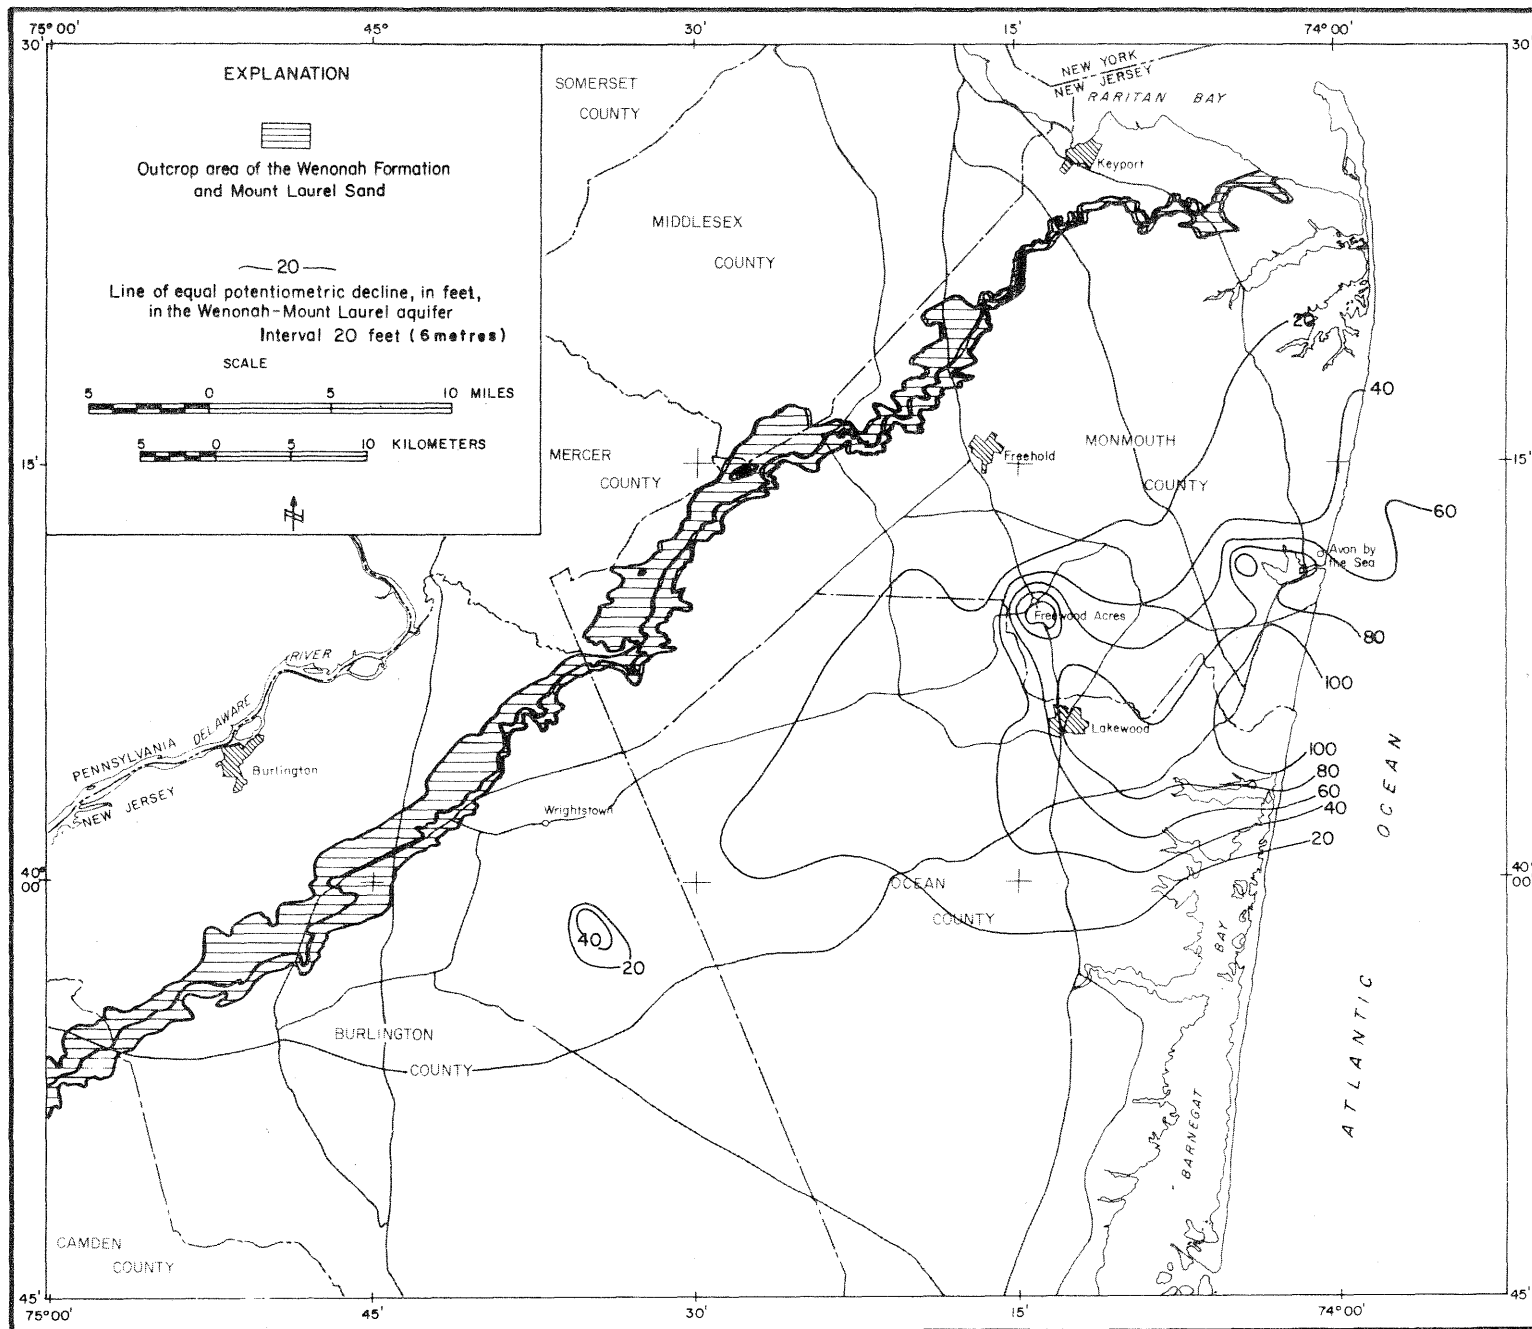 75° 00'
45°
30'
15'
74° 00'
30'
30'
EXPLANATION
Outcrop area of the Wenonah Formation
and Mount Laurel Sand
20
Line of equal potentiometric decline, in feet,
in the Wenonah-Mount Laurel aquifer
Interval 20 feet (6 metres)
SCALE
5 0 5 10 MILES
5 0 5 10 KILOMETERS
N
SOMERSET
COUNTY
NEW YORK
NEW JERSEY
RARITAN BAY
Keyport
MIDDLESEX
COUNTY
20
40
MERCER
COUNTY
Freehold
MONMOUTH
COUNTY
15'
15'
60
Avon by
the Sea
Freewood Acres
80
100
RIVER
DELAWARE
PENNSYLVANIA
NEW JERSEY
Burlington
Lakewood
Wrightstown
100
80
60
40
20
OCEAN
ATLANTIC
40°
00'
40°
00'
OCEAN
COUNTY
40
20
BAY
BARNEGAT
BURLINGTON
COUNTY
CAMDEN
COUNTY
45'
45'
75°00'
45'
30'
15'
74° 00'